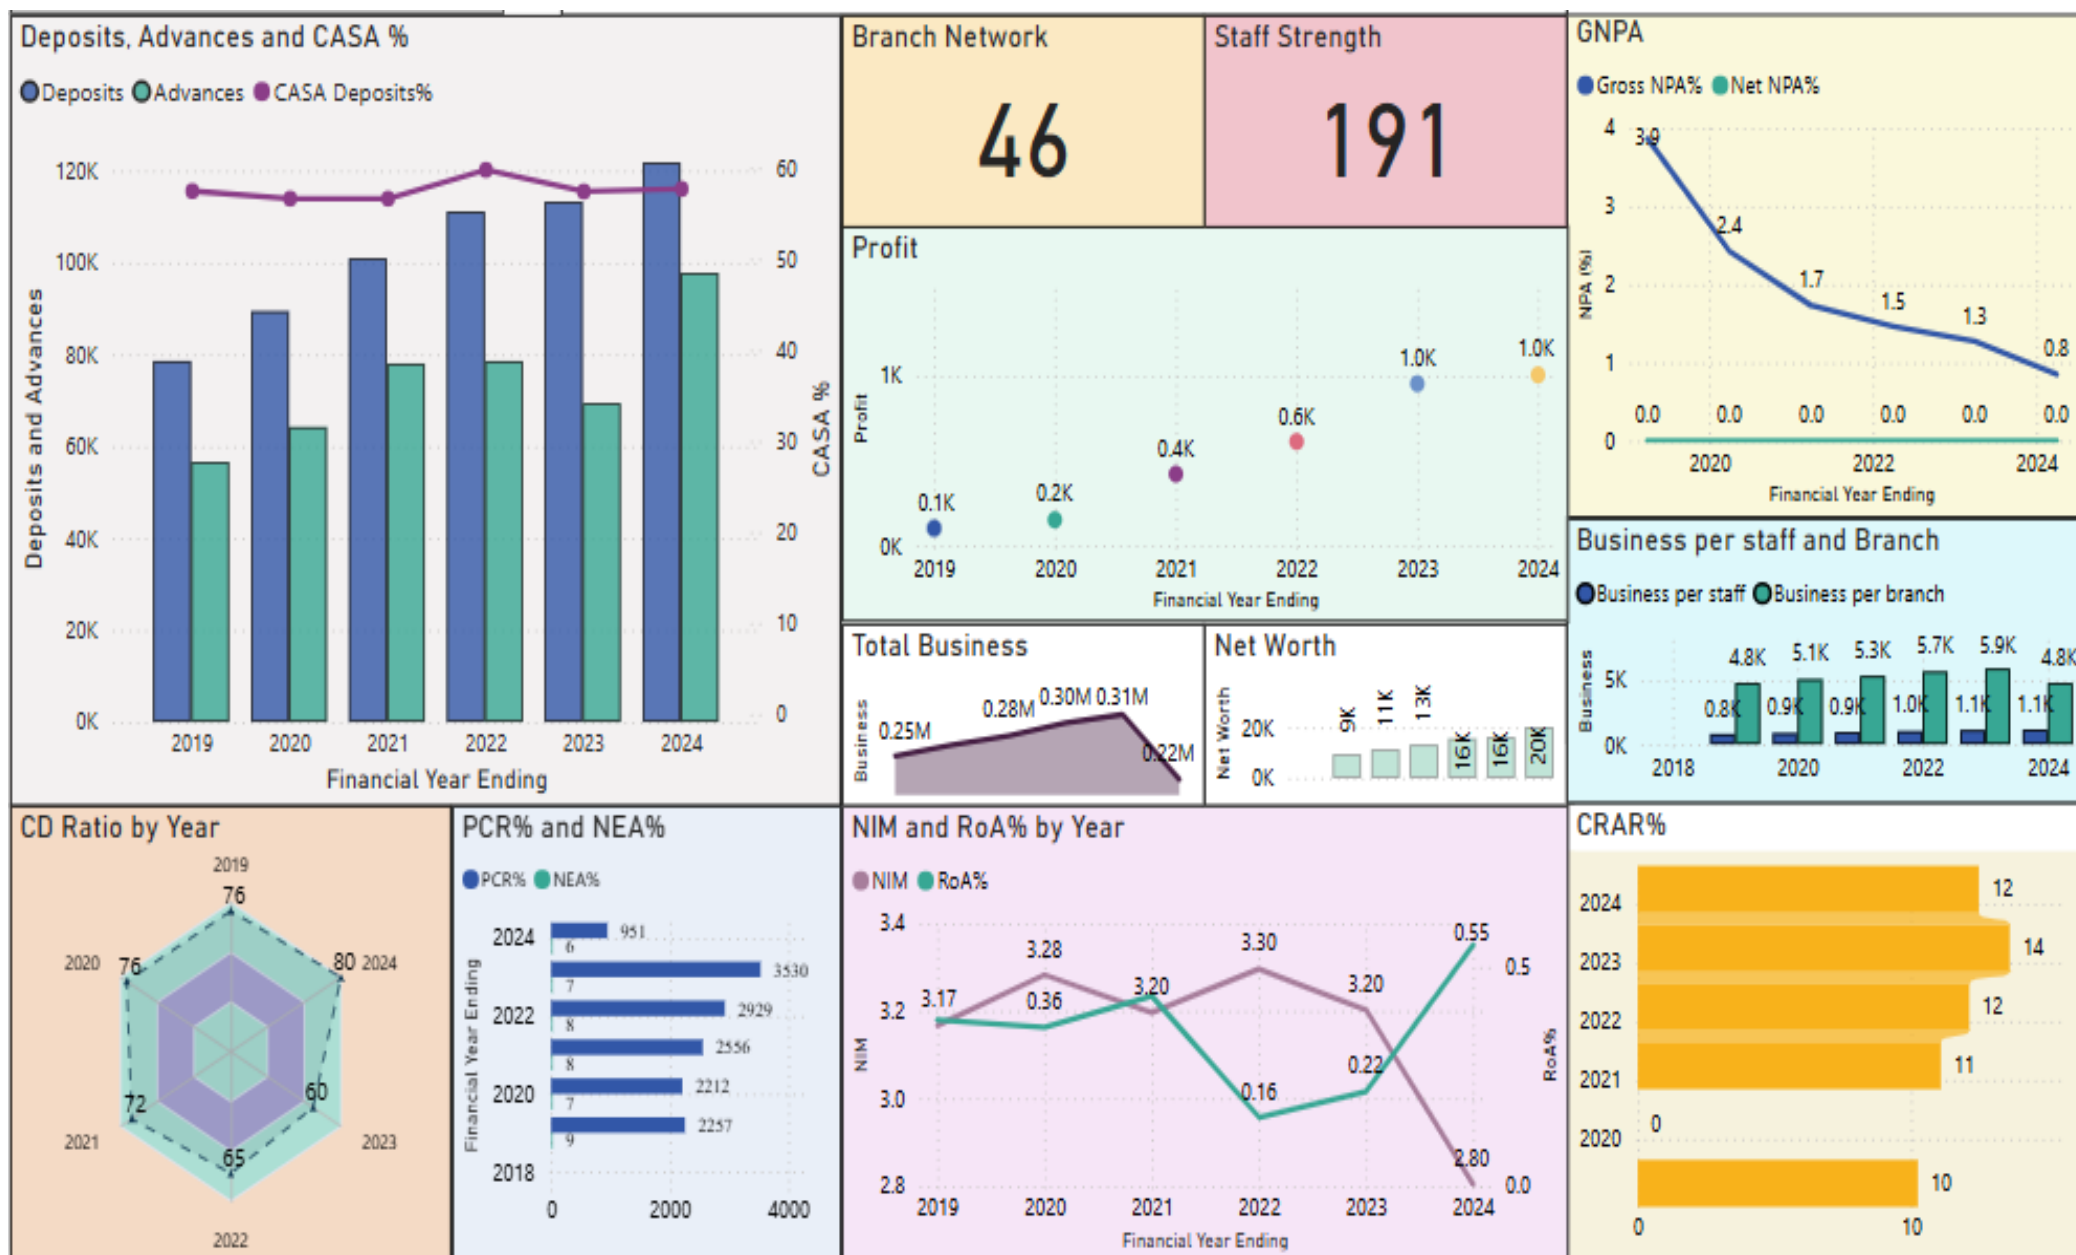 Deposits, Advances and CASA %
Deposits Advances CASA Deposits%
Deposits and Advances
120K
100K
80K
60K
40K
20K
0K
60
50
40
30
20
10
0
CASA %
2019 2020 2021 2022 2023 2024
Financial Year Ending
Branch Network
46
Staff Strength
191
Profit
Profit
1K
0K
0.1K
0.2K
0.4K
0.6K
1.0K
1.0K
2019 2020 2021 2022 2023 2024
Financial Year Ending
GNPA
Gross NPA% Net NPA%
NPA (%)
4
3
2
1
0
3.9
2.4
1.7
1.5
1.3
0.8
0.0 0.0 0.0 0.0 0.0 0.0
2020 2022 2024
Financial Year Ending
Total Business
Business
0.25M
0.28M
0.30M
0.31M
0.22M
Net Worth
Net Worth
20K
0K
9K
11K
13K
16K
16K
20K
Business per staff and Branch
Business per staff Business per branch
Business
5K
0K
4.8K 5.1K 5.3K 5.7K 5.9K 4.8K
0.8K 0.9K 0.9K 1.0K 1.1K 1.1K
2018 2020 2022 2024
CD Ratio by Year
2019
76
2020
76
80
2024
72
60
2021
2023
65
2022
PCR% and NEA%
PCR% NEA%
Financial Year Ending
2024
951
6
3530
7
2022
2929
8
2556
8
2020
2212
7
2257
9
2018
0 2000 4000
NIM and RoA% by Year
NIM RoA%
NIM
3.4
3.2
3.0
2.8
3.17
3.28
0.36
3.20
3.30
0.16
3.20
0.22
0.55
2.80
0.5
0.0
RoA%
2019 2020 2021 2022 2023 2024
Financial Year Ending
CRAR%
2024
12
2023
14
2022
12
2021
11
2020
0
10
0 10